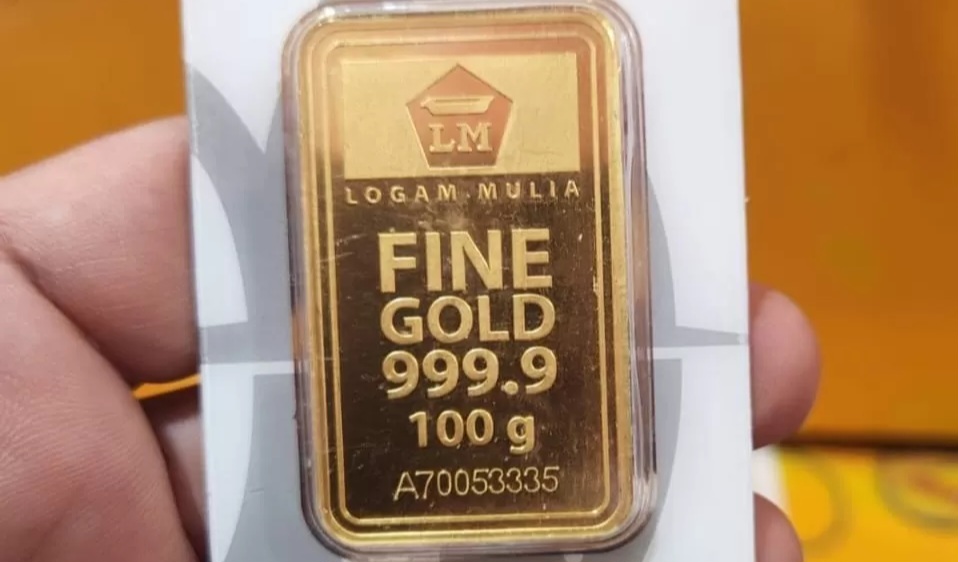 LM
LOGAM MULIA
FINE
GOLD
999.9
100 g
A70053335